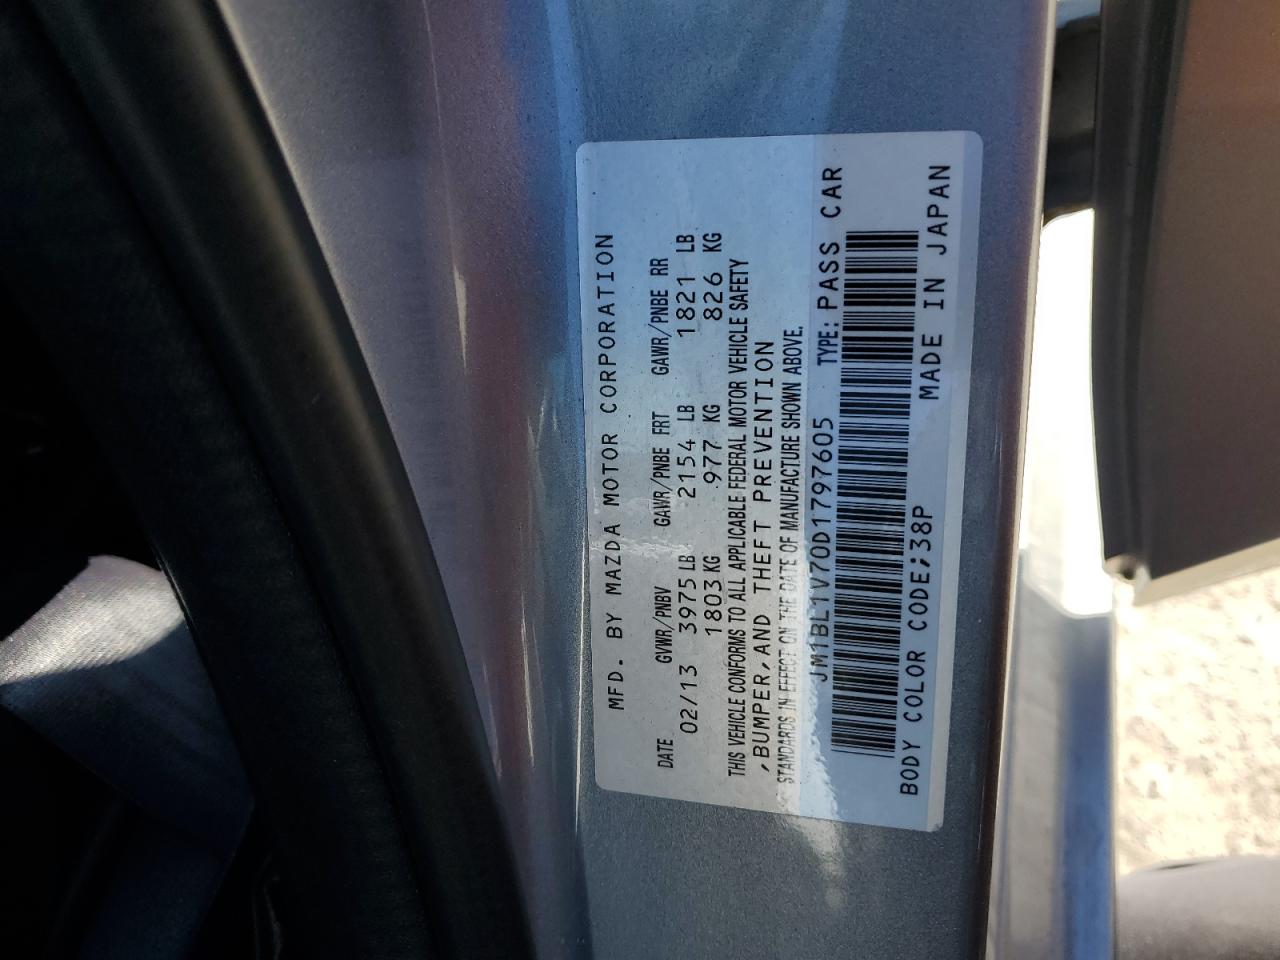 MFD. BY MAZDA MOTOR CORPORATION
DATE GVWR/PNBV GAWR/PNBE FRT GAWR/PNBE RR
02/13 3975 LB 2154 LB 1821 LB
1803 KG 977 KG 826 KG
THIS VEHICLE CONFORMS TO ALL APPLICABLE FEDERAL MOTOR VEHICLE SAFETY
,BUMPER,AND THEFT PREVENTION
STANDARDS IN EFFECT ON THE DATE OF MANUFACTURE SHOWN ABOVE.
JM1BL1V70D1797605 TYPE: PASS CAR
BODY COLOR CODE;38P MADE IN JAPAN